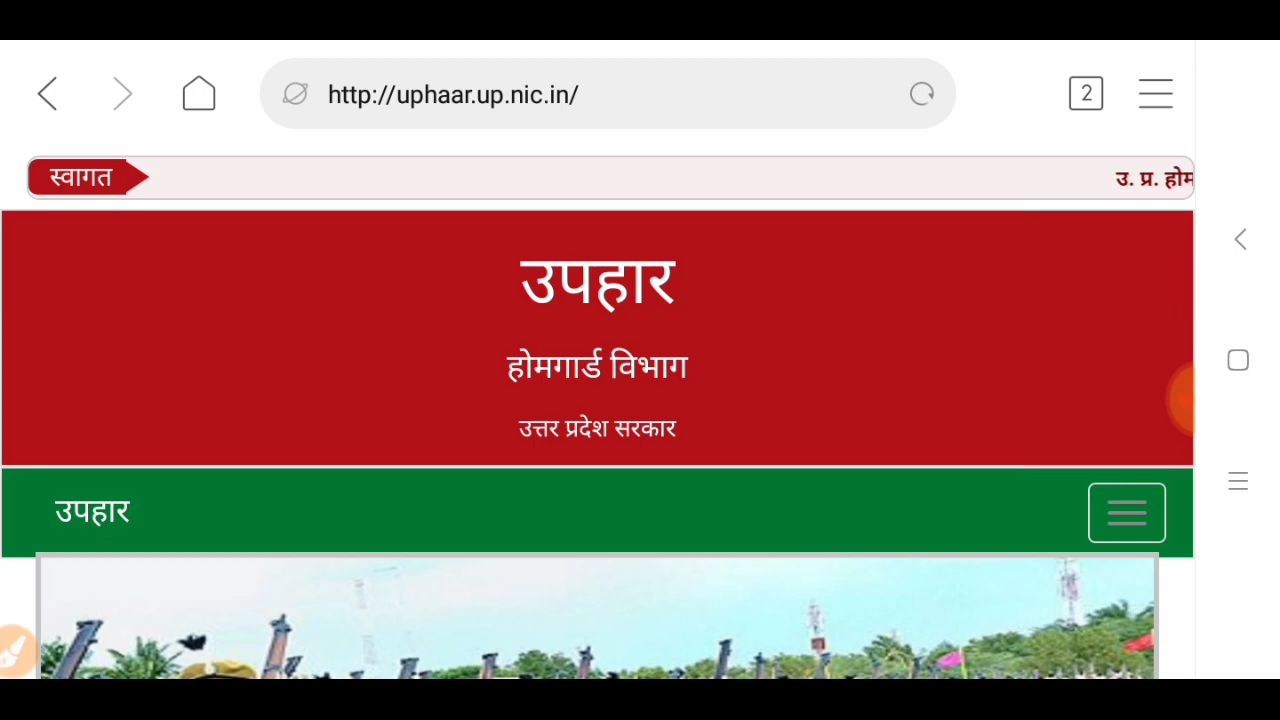 http://uphaar.up.nic.in/
2
स्वागत
उ. प्र. होम
उपहार
होमगार्ड विभाग
उत्तर प्रदेश सरकार
उपहार